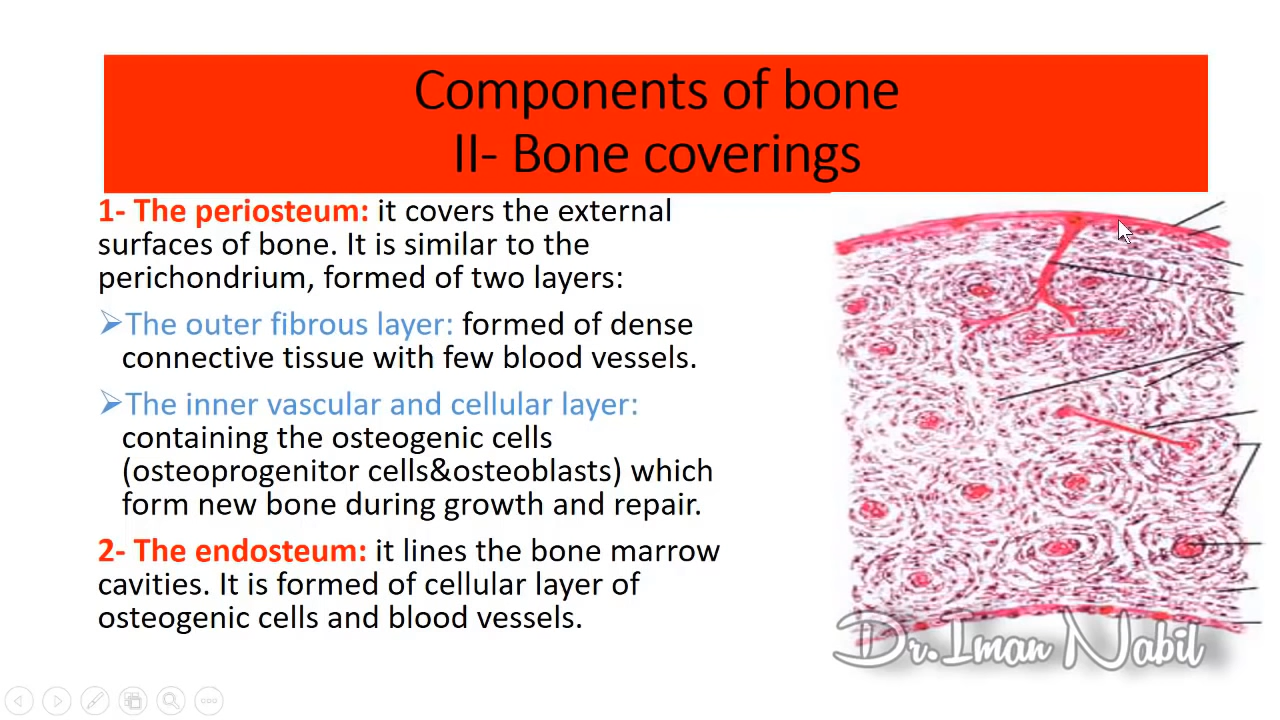 Components of bone
II- Bone coverings
1- The periosteum: it covers the external
surfaces of bone. It is similar to the
perichondrium, formed of two layers:
➢The outer fibrous layer: formed of dense
connective tissue with few blood vessels.
➢The inner vascular and cellular layer:
containing the osteogenic cells
(osteoprogenitor cells&osteoblasts) which
form new bone during growth and repair.
2- The endosteum: it lines the bone marrow
cavities. It is formed of cellular layer of
osteogenic cells and blood vessels.
Dr.Iman Nabil